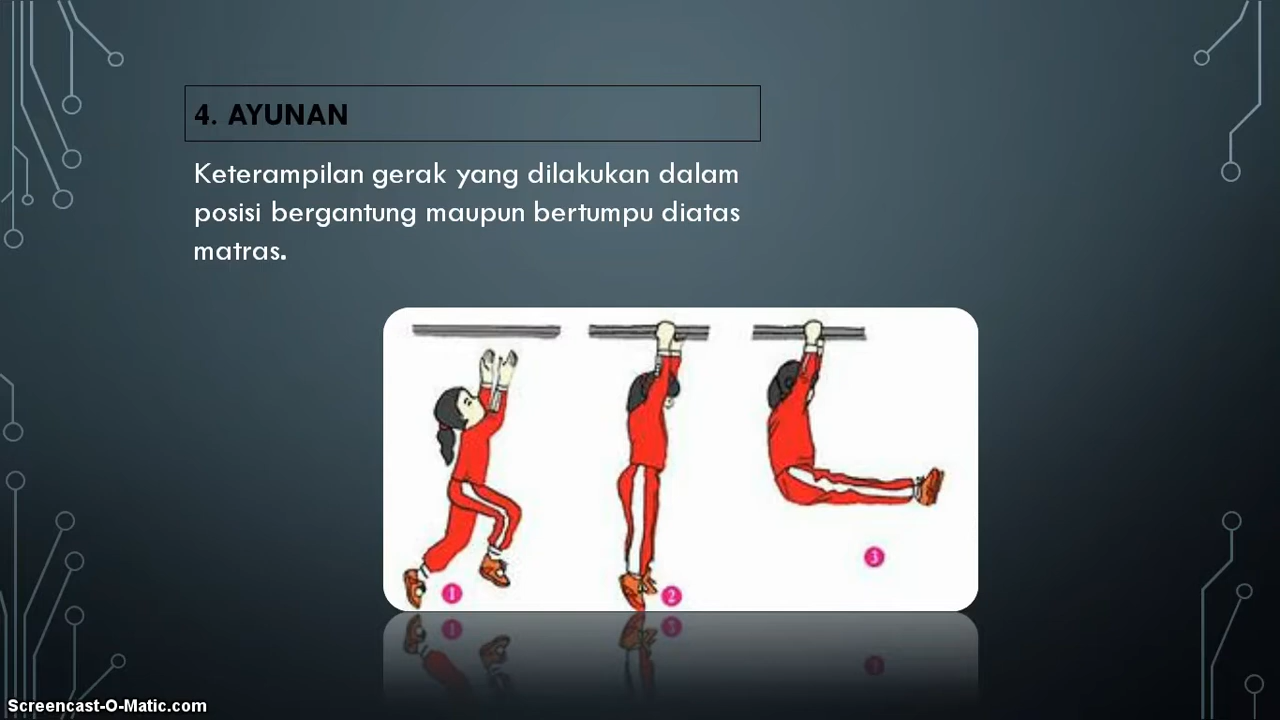 4. AYUNAN
Keterampilan gerak yang dilakukan dalam
posisi bergantung maupun bertumpu diatas
matras.
1
2
3
Screencast-O-Matic.com